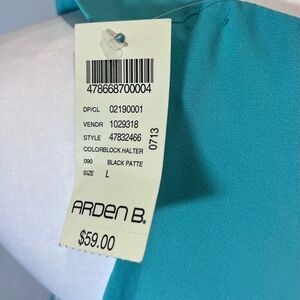 478668700004
DP/CL 02190001
VENDR 1029318
STYLE 47832466
COLORBLOCK HALTER
090 BLACK PATTE
SIZE L
0713
ARDEN B.
$59.00